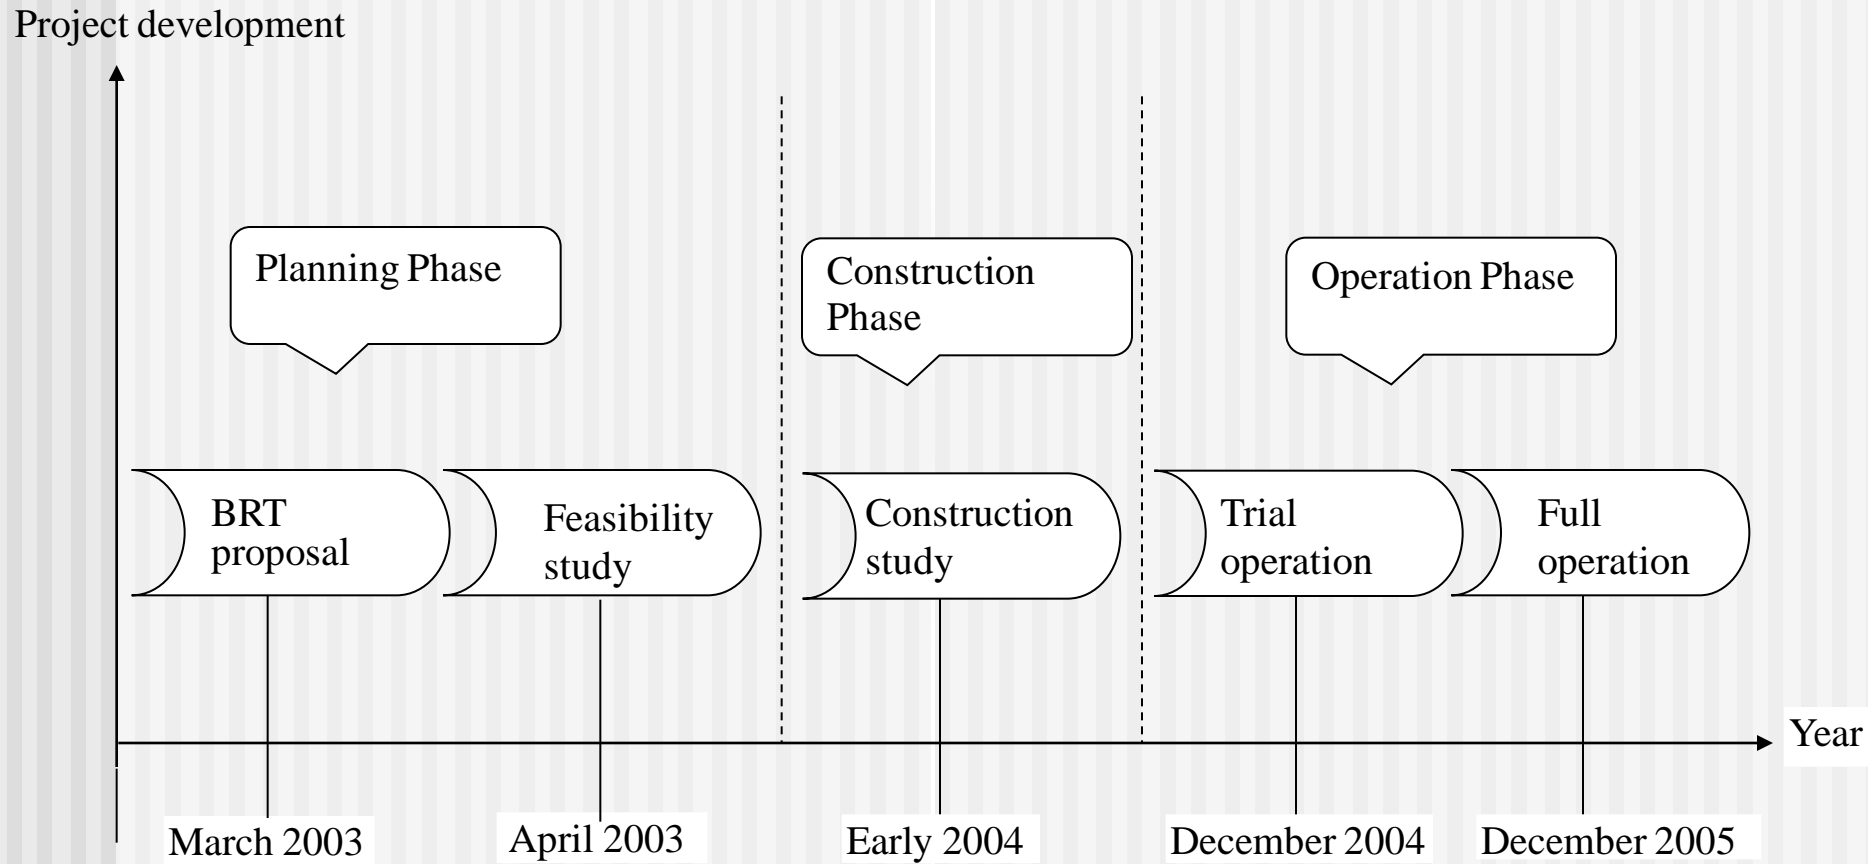 Project development
Planning Phase
Construction
Phase
Operation Phase
BRT
proposal
Feasibility
study
Construction
study
Trial
operation
Full
operation
Year
March 2003
April 2003
Early 2004
December 2004
December 2005